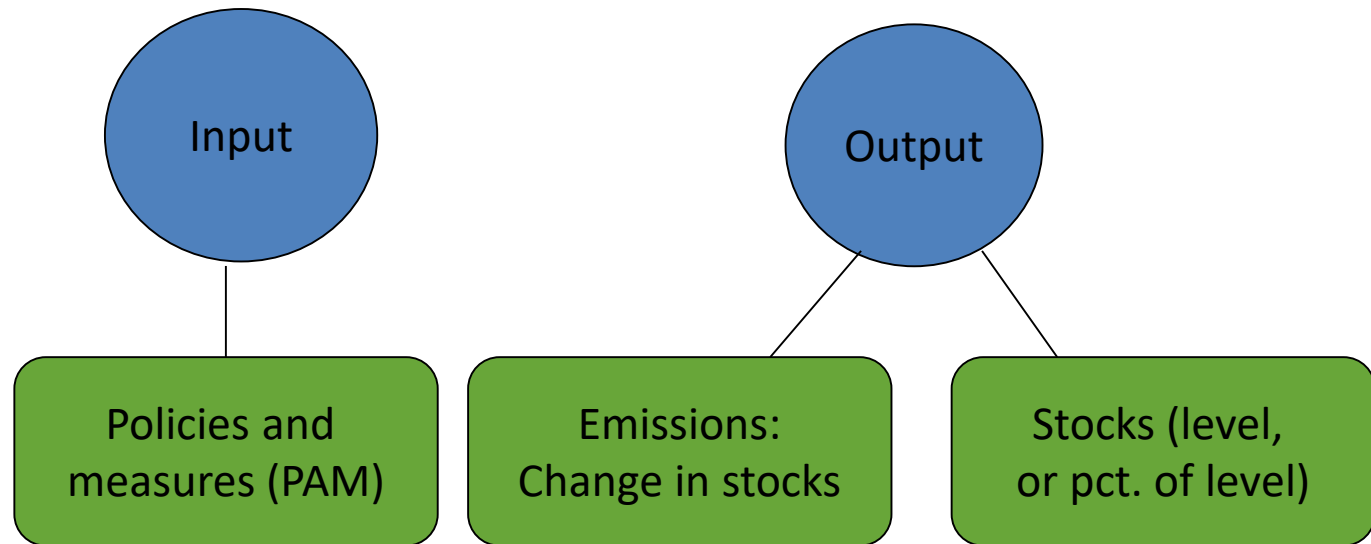 Input
Output
Policies and
measures (PAM)
Emissions:
Change in stocks
Stocks (level,
or pct. of level)